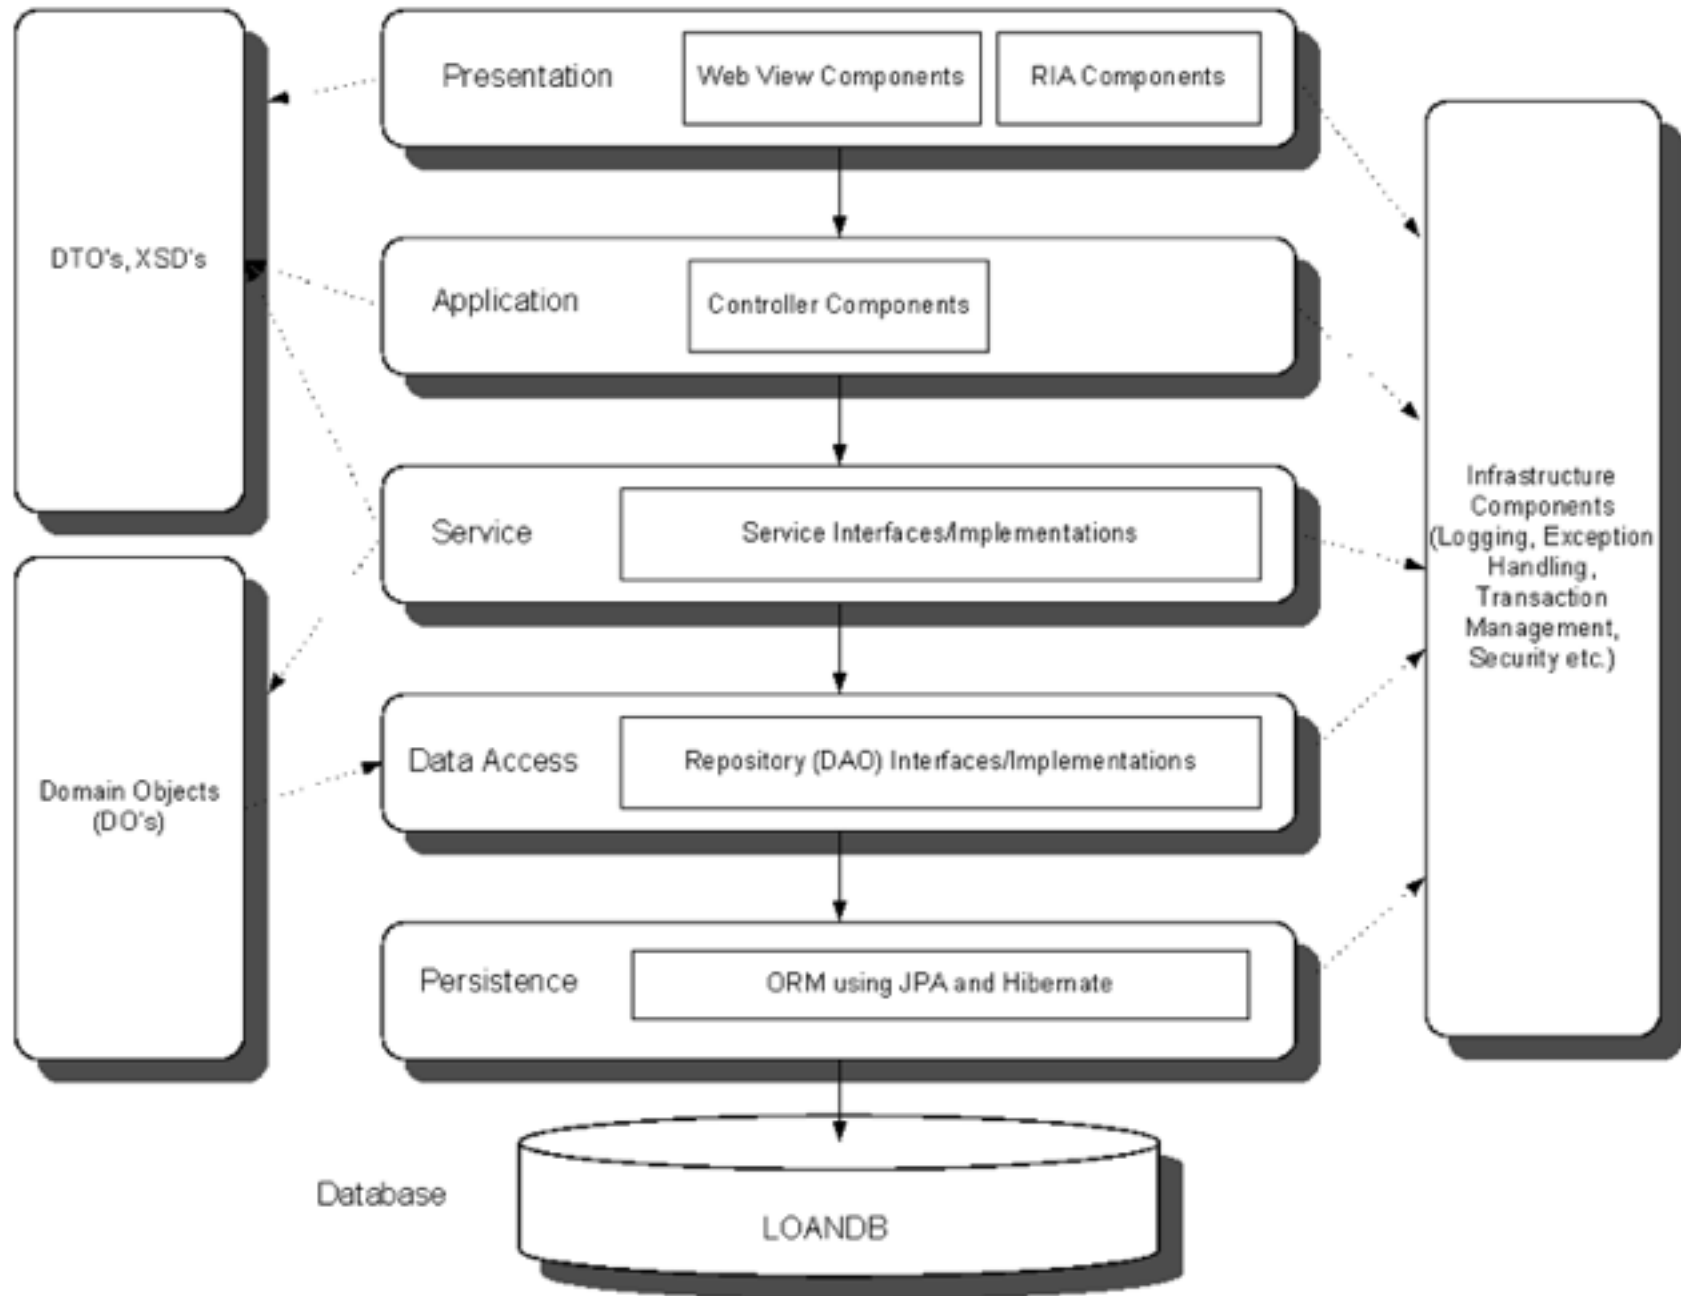 Presentation
Web View Components
RIA Components
DTO's, XSD's
Application
Controller Components
Service
Service Interfaces/Implementations
Infrastructure
Components
(Logging, Exception
Handling,
Transaction
Management,
Security etc.)
Domain Objects
(DO's)
Data Access
Repository (DAO) Interfaces/Implementations
Persistence
ORM using JPA and Hibernate
Database
LOANDB